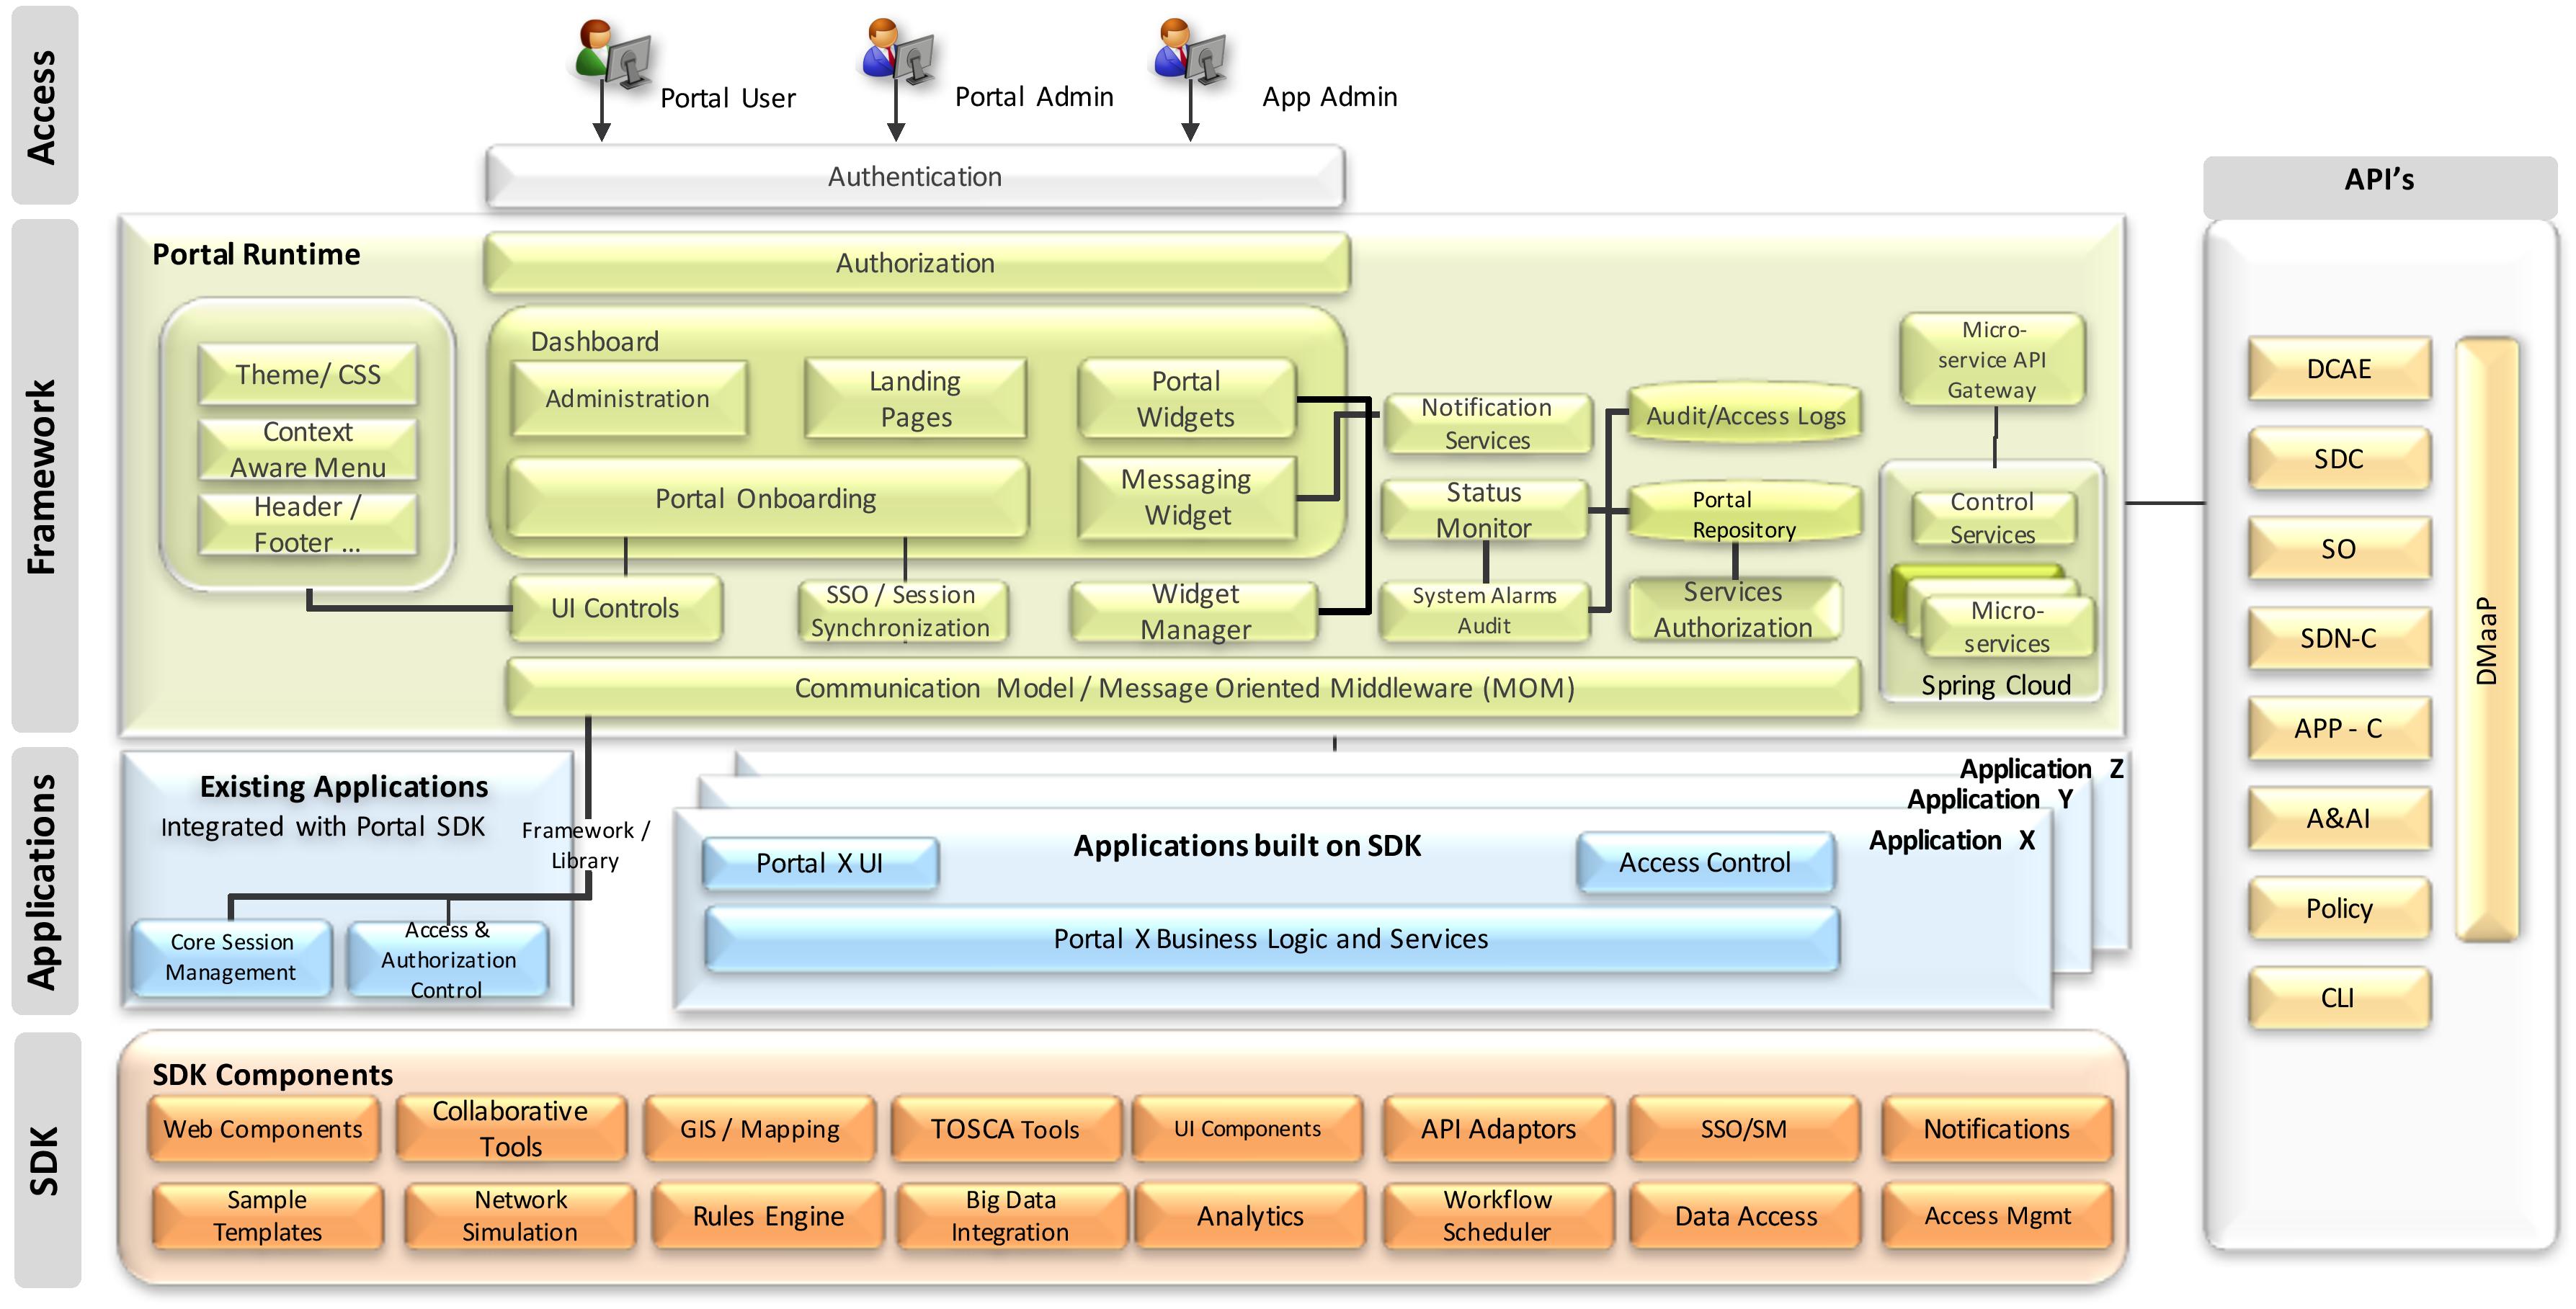 Access
Portal User
Portal Admin
App Admin
Authentication
API’s
Framework
Portal Runtime
Authorization
Theme/ CSS
Context
Aware Menu
Header /
Footer ...
Dashboard
Administration
Landing
Pages
Portal
Widgets
Portal Onboarding
Messaging
Widget
UI Controls
SSO / Session
Synchronization
Widget
Manager
Notification
Services
Status
Monitor
System Alarms
Audit
Audit/Access Logs
Portal
Repository
Services
Authorization
Micro-
service API
Gateway
Control
Services
Micro-
services
Spring Cloud
Communication Model / Message Oriented Middleware (MOM)
Applications
Existing Applications
Integrated with Portal SDK
Framework /
Library
Core Session
Management
Access &
Authorization
Control
Application Z
Application Y
Application X
Applications built on SDK
Portal X UI
Access Control
Portal X Business Logic and Services
SDK
SDK Components
Web Components
Collaborative
Tools
GIS / Mapping
TOSCA Tools
UI Components
API Adaptors
SSO/SM
Notifications
Sample
Templates
Network
Simulation
Rules Engine
Big Data
Integration
Analytics
Workflow
Scheduler
Data Access
Access Mgmt
DCAE
SDC
SO
SDN-C
APP - C
A&AI
Policy
CLI
DMaaP